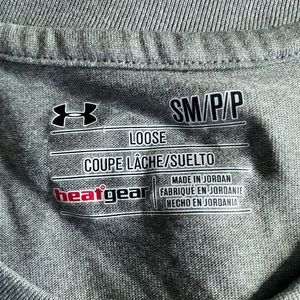 SM/P/P
LOOSE
COUPE LÂCHE/SUELTO
heatgear
MADE IN JORDAN
FABRIQUÉ EN JORDANIE
HECHO EN JORDANIA